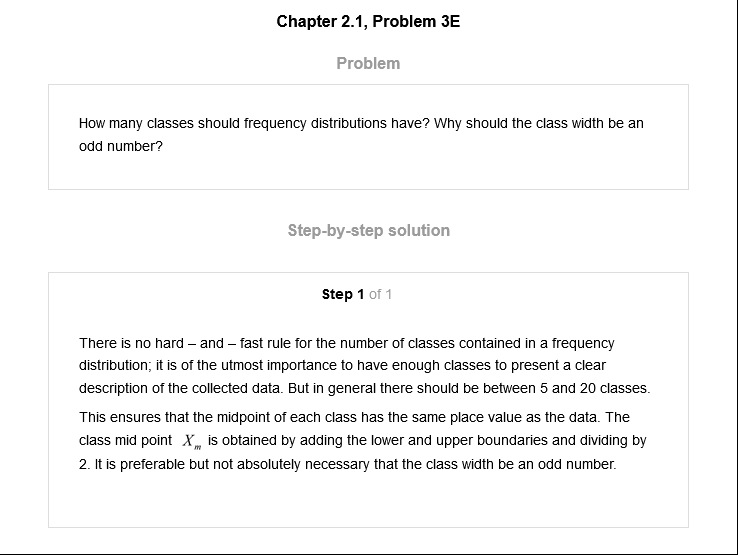 Chapter 2.1, Problem 3E
Problem
How many classes should frequency distributions have? Why should the class width be an
odd number?
Step-by-step solution
Step 1 of 1
There is no hard – and – fast rule for the number of classes contained in a frequency
distribution; it is of the utmost importance to have enough classes to present a clear
description of the collected data. But in general there should be between 5 and 20 classes.
This ensures that the midpoint of each class has the same place value as the data. The
class mid point Xₘ is obtained by adding the lower and upper boundaries and dividing by
2. It is preferable but not absolutely necessary that the class width be an odd number.